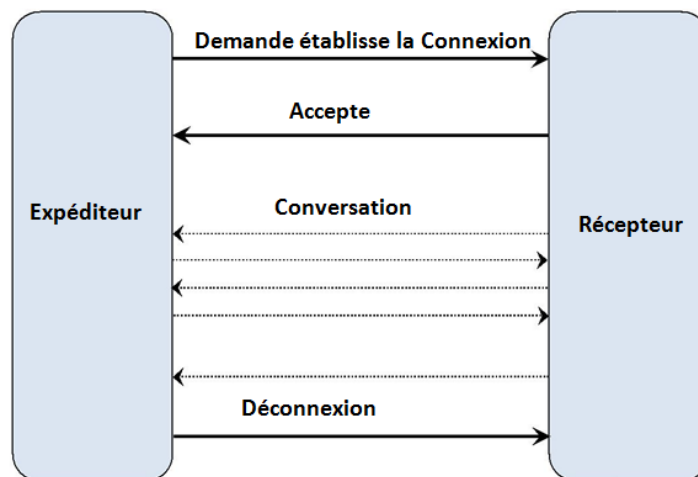 Demande établisse la Connexion
Accepte
Expéditeur
Conversation
Récepteur
Déconnexion